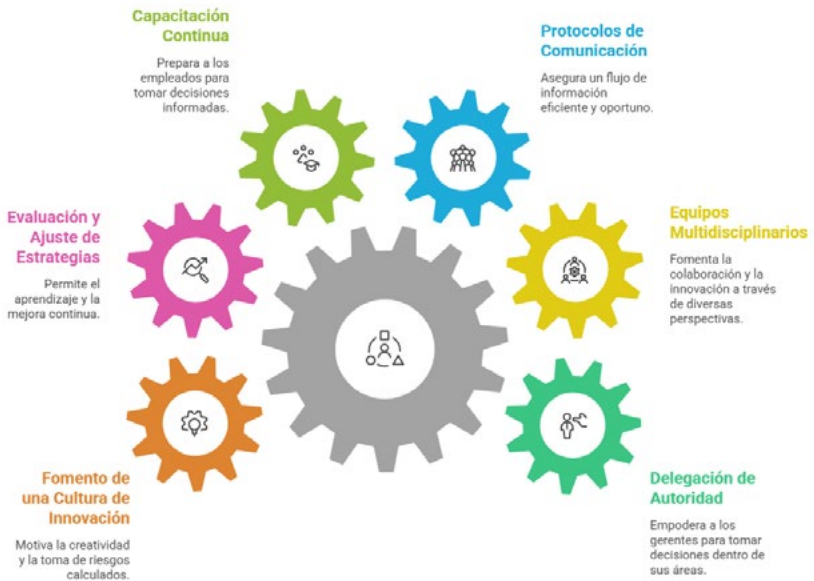 Capacitación
Continua
Prepara a los
empleados para
tomar decisiones
informadas.
Protocolos de
Comunicación
Asegura un flujo de
información
eficiente y oportuno.
Evaluación y
Ajuste de
Estrategias
Permite el
aprendizaje y la
mejora continua.
Equipos
Multidisciplinarios
Fomenta la
colaboración y la
innovación a través
de diversas
perspectivas.
Fomento de
una Cultura de
Innovación
Motiva la creatividad
y la toma de riesgos
calculados.
Delegación de
Autoridad
Empodera a los
gerentes para tomar
decisiones dentro de
sus áreas.